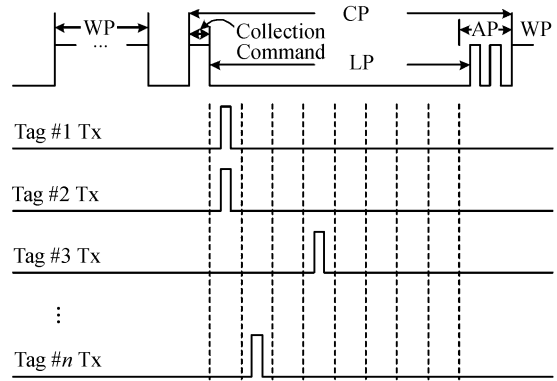 CP
WP
...
Collection
Command
AP
WP
LP
Tag #1 Tx
Tag #2 Tx
Tag #3 Tx
⋮
Tag #n Tx